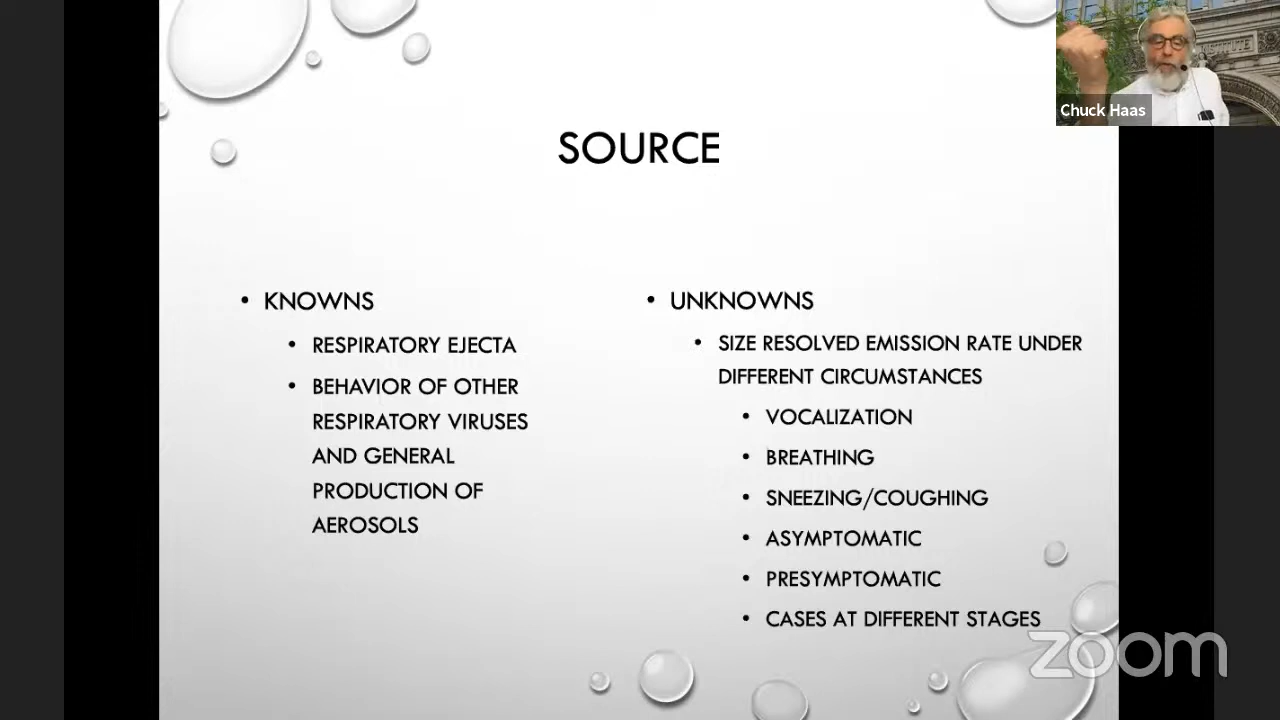 Chuck Haas
SOURCE
• KNOWNS
• RESPIRATORY EJECTA
• BEHAVIOR OF OTHER
RESPIRATORY VIRUSES
AND GENERAL
PRODUCTION OF
AEROSOLS
• UNKNOWNS
• SIZE RESOLVED EMISSION RATE UNDER
DIFFERENT CIRCUMSTANCES
• VOCALIZATION
• BREATHING
• SNEEZING/COUGHING
• ASYMPTOMATIC
• PRESYMPTOMATIC
• CASES AT DIFFERENT STAGES
zoom